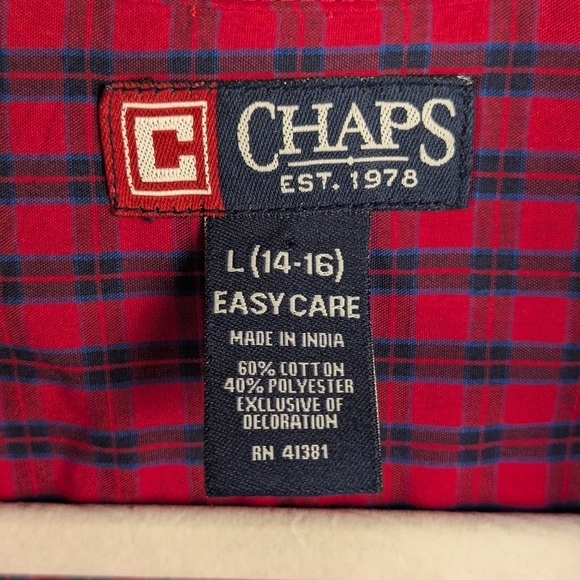 C
CHAPS
EST. 1978
L (14-16)
EASY CARE
MADE IN INDIA
60% COTTON
40% POLYESTER
EXCLUSIVE OF
DECORATION
RN 41381